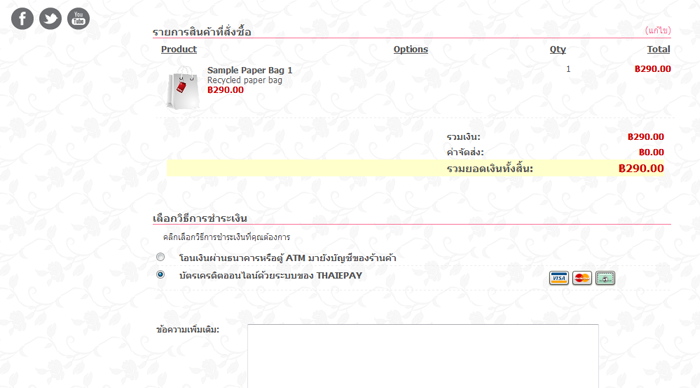 You
Tube
รายการสินค้าที่สั่งซื้อ (แก้ไข)
Product Options Qty Total
Sample Paper Bag 1 1 ฿290.00
Recycled paper bag
฿290.00
รวมเงิน: ฿290.00
ค่าจัดส่ง: ฿0.00
รวมยอดเงินทั้งสิ้น: ฿290.00
เลือกวิธีการชำระเงิน
คลิกเลือกวิธีการชำระเงินที่คุณต้องการ
โอนเงินผ่านธนาคารหรือตู้ ATM มายังบัญชีของร้านค้า
บัตรเครดิตออนไลน์ด้วยระบบของ THAIEPAY VISA
ข้อความเพิ่มเติม: